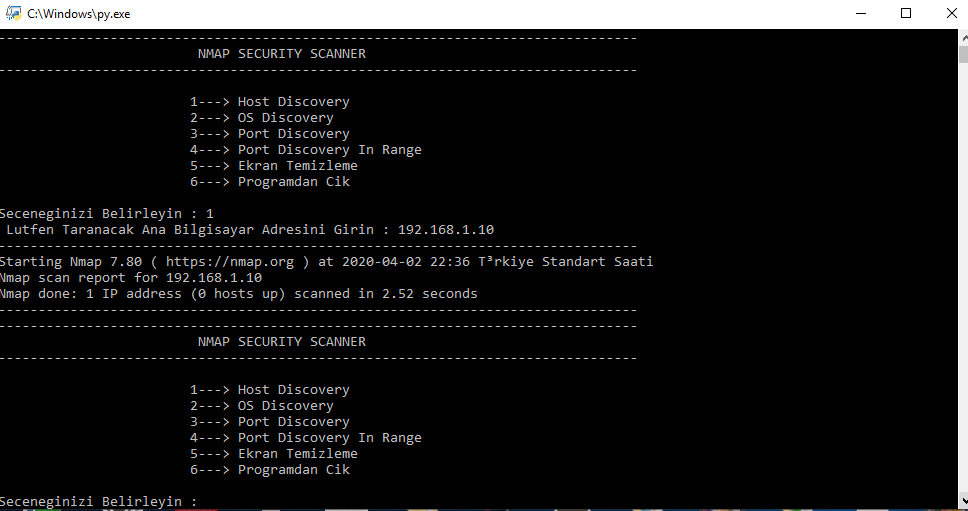 C:\Windows\py.exe
--------------------------------------------------------------------------------
NMAP SECURITY SCANNER
--------------------------------------------------------------------------------
1---> Host Discovery
2---> OS Discovery
3---> Port Discovery
4---> Port Discovery In Range
5---> Ekran Temizleme
6---> Programdan Cik
Seceneginizi Belirleyin : 1
Lutfen Taranacak Ana Bilgisayar Adresini Girin : 192.168.1.10
--------------------------------------------------------------------------------
Starting Nmap 7.80 ( https://nmap.org ) at 2020-04-02 22:36 T³rkiye Standart Saati
Nmap scan report for 192.168.1.10
Nmap done: 1 IP address (0 hosts up) scanned in 2.52 seconds
--------------------------------------------------------------------------------
--------------------------------------------------------------------------------
NMAP SECURITY SCANNER
--------------------------------------------------------------------------------
1---> Host Discovery
2---> OS Discovery
3---> Port Discovery
4---> Port Discovery In Range
5---> Ekran Temizleme
6---> Programdan Cik
Seceneginizi Belirleyin :